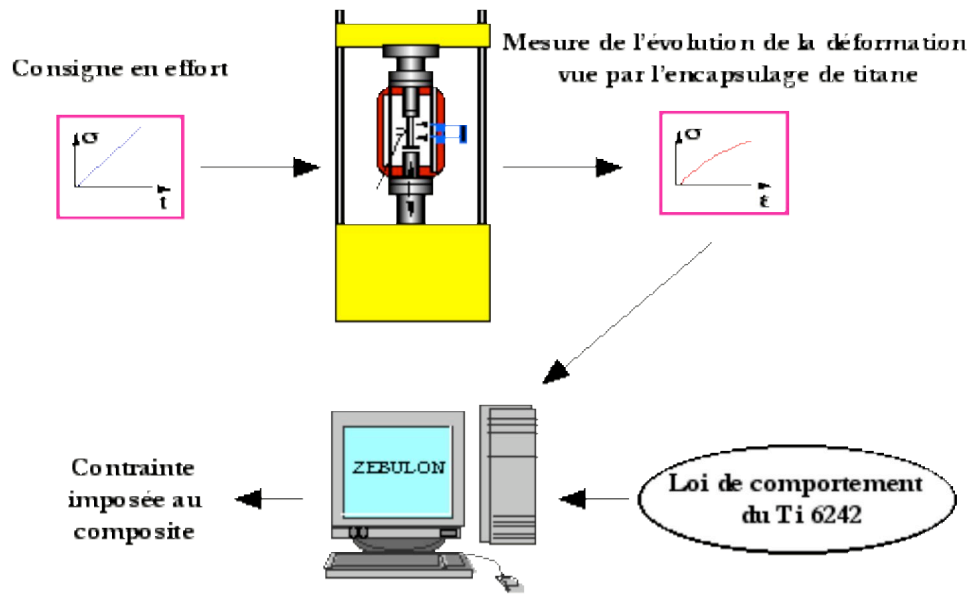 Consigne en effort
σ
t
Mesure de l'évolution de la déformation
vue par l'encapsulage de titane
σ
ε
ZEBULON
Contrainte
imposée au
composite
Loi de comportement
du Ti 6242